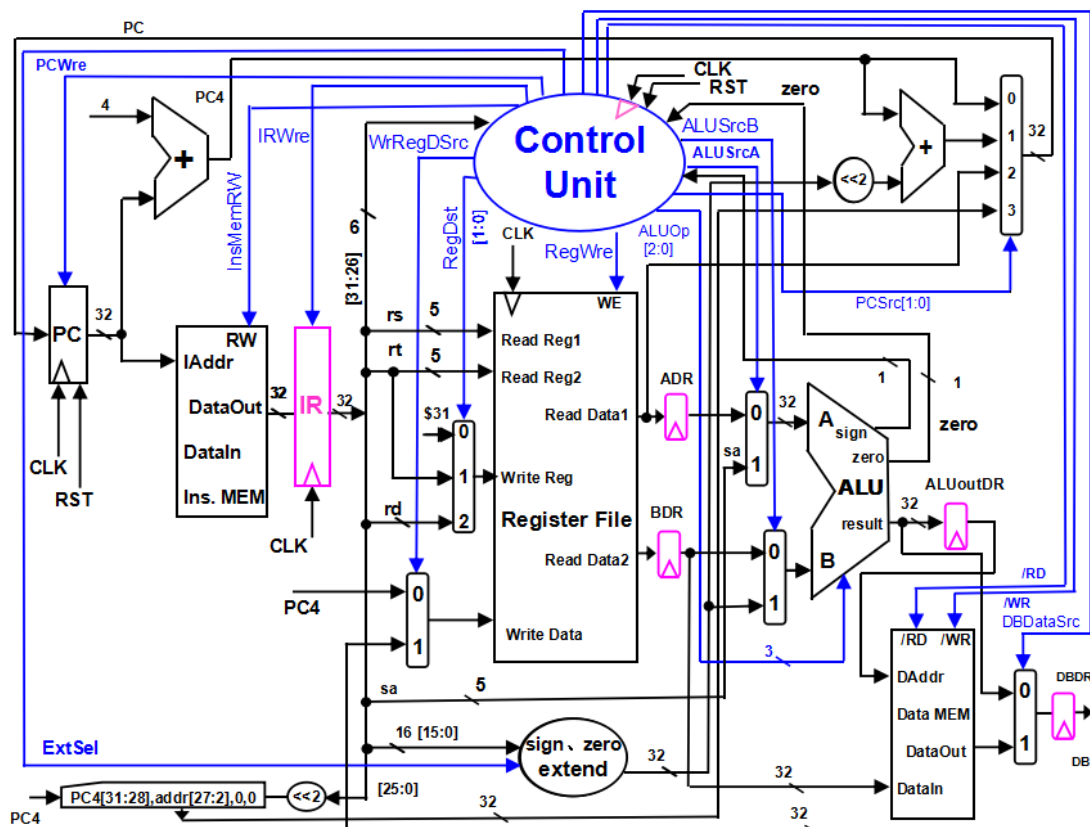 PC
PCWre
PC4
4
+
IRWre
InsMemRW
WrRegDSrc
6
[31:26]
RegDst
[1:0]
CLK
RST
Control
Unit
zero
ALUSrcB
ALUSrcA
<<2
+
0
1
2
3
32
ALUOp
[2:0]
RegWre
PCSrc[1:0]
CLK
PC
32
CLK
RST
RW
IAddr
DataOut
DataIn
Ins. MEM
32
IR
32
CLK
rs
5
rt
5
$31
0
1
2
rd
WE
Read Reg1
Read Reg2
Read Data1
Write Reg
Register File
Read Data2
Write Data
PC4
0
1
ADR
BDR
sa
0
1
32
0
1
A
sign
zero
ALU
result
B
1
1
zero
32
ALUoutDR
3
/RD
/WR
DBDataSrc
/RD
/WR
DAddr
Data MEM
DataOut
DataIn
0
1
DBDR
DB
sa
5
16
[15:0]
sign、zero
extend
32
ExtSel
[25:0]
<<2
PC4[31:28],addr[27:2],0,0
PC4
32
32
32